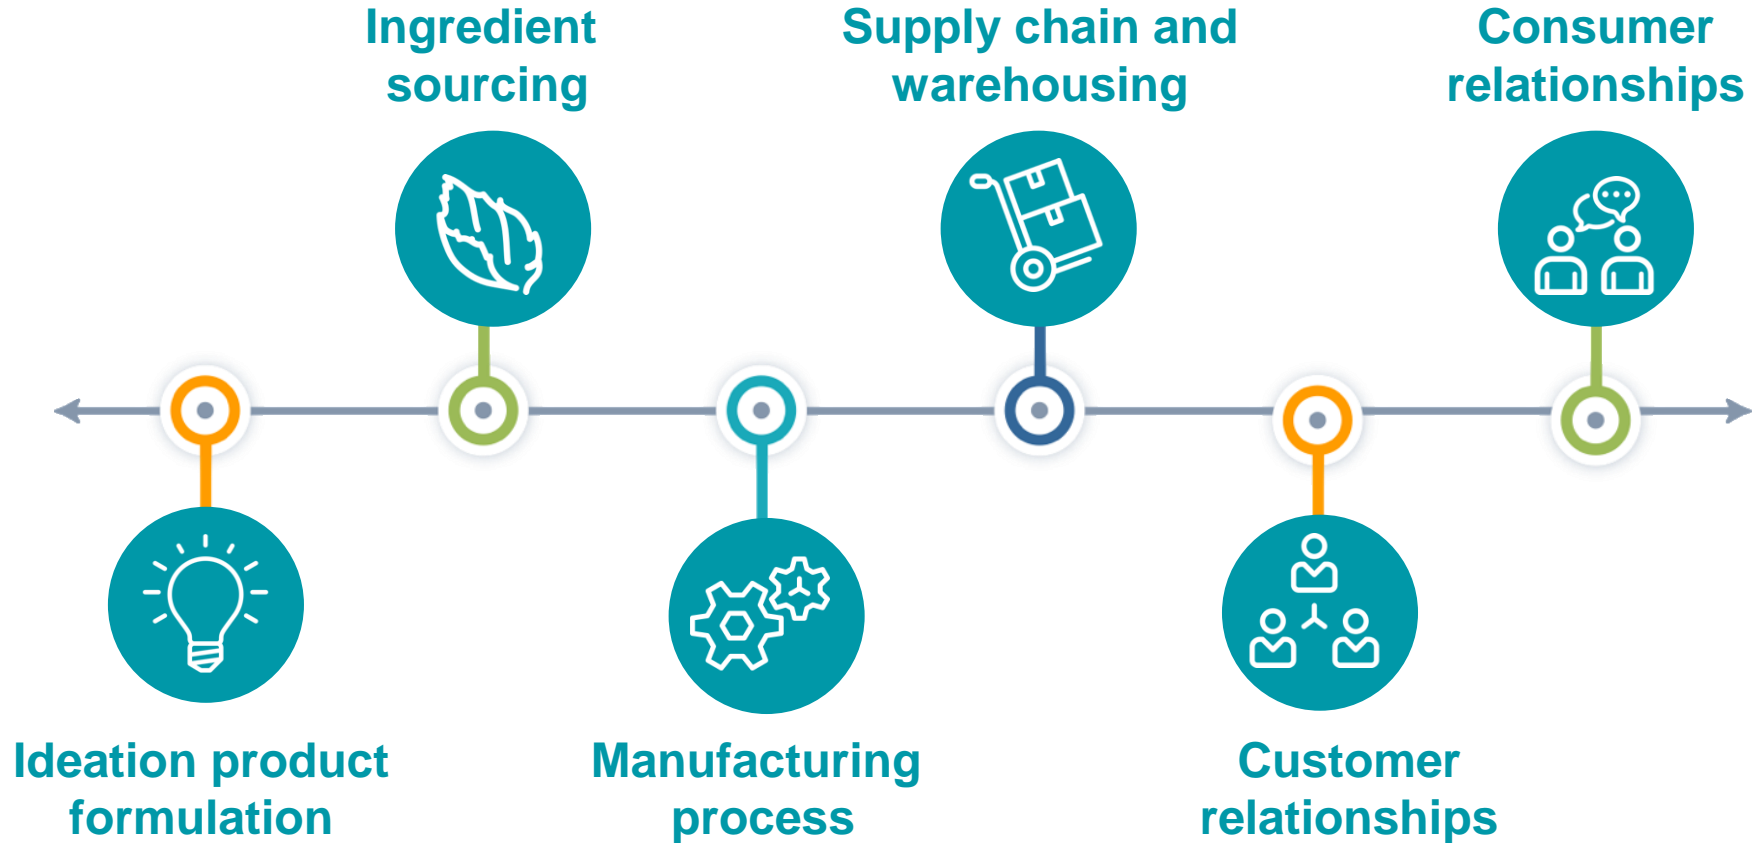 Ingredient
sourcing
Supply chain and
warehousing
Consumer
relationships
Ideation product
formulation
Manufacturing
process
Customer
relationships